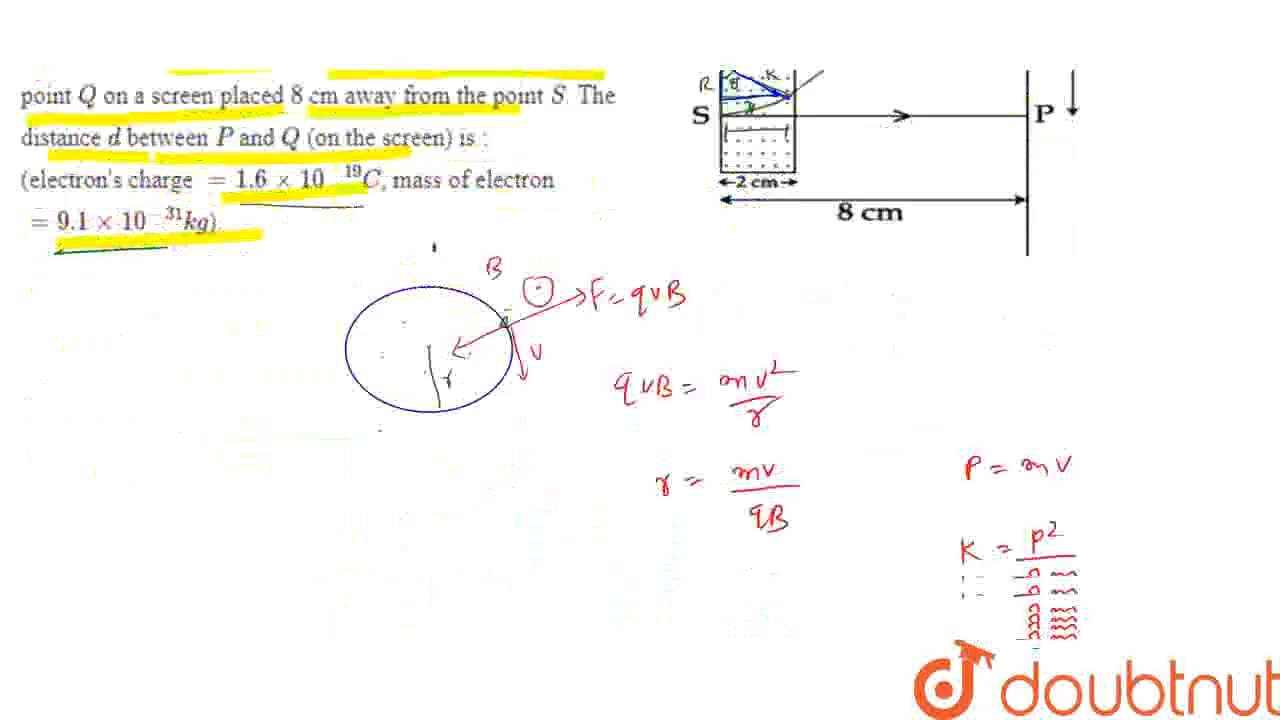 point Q on a screen placed 8 cm away from the point S. The
distance d between P and Q (on the screen) is :
(electron's charge = 1.6 × 10⁻¹⁹C, mass of electron
= 9.1 × 10⁻³¹kg)
R θ
S P
2 cm
8 cm
B
F = qvB
v
r
qvB = mv²/r
r = mv/qB
P = mv
K = P²
doubtnut